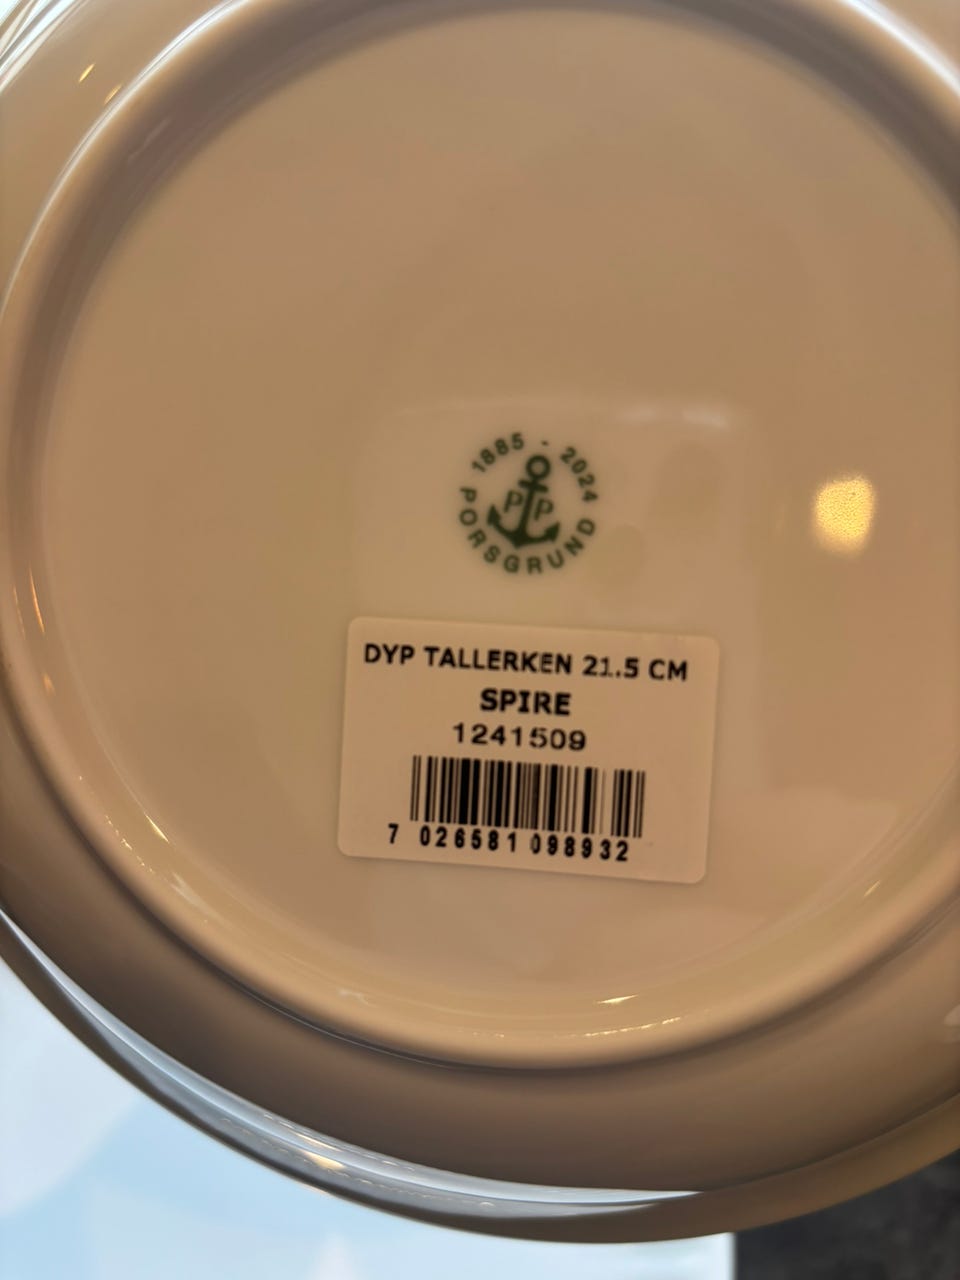 1885 - 2024
PP
PORSGRUND
DYP TALLERKEN 21.5 CM
SPIRE
1241509
7 026581 098932